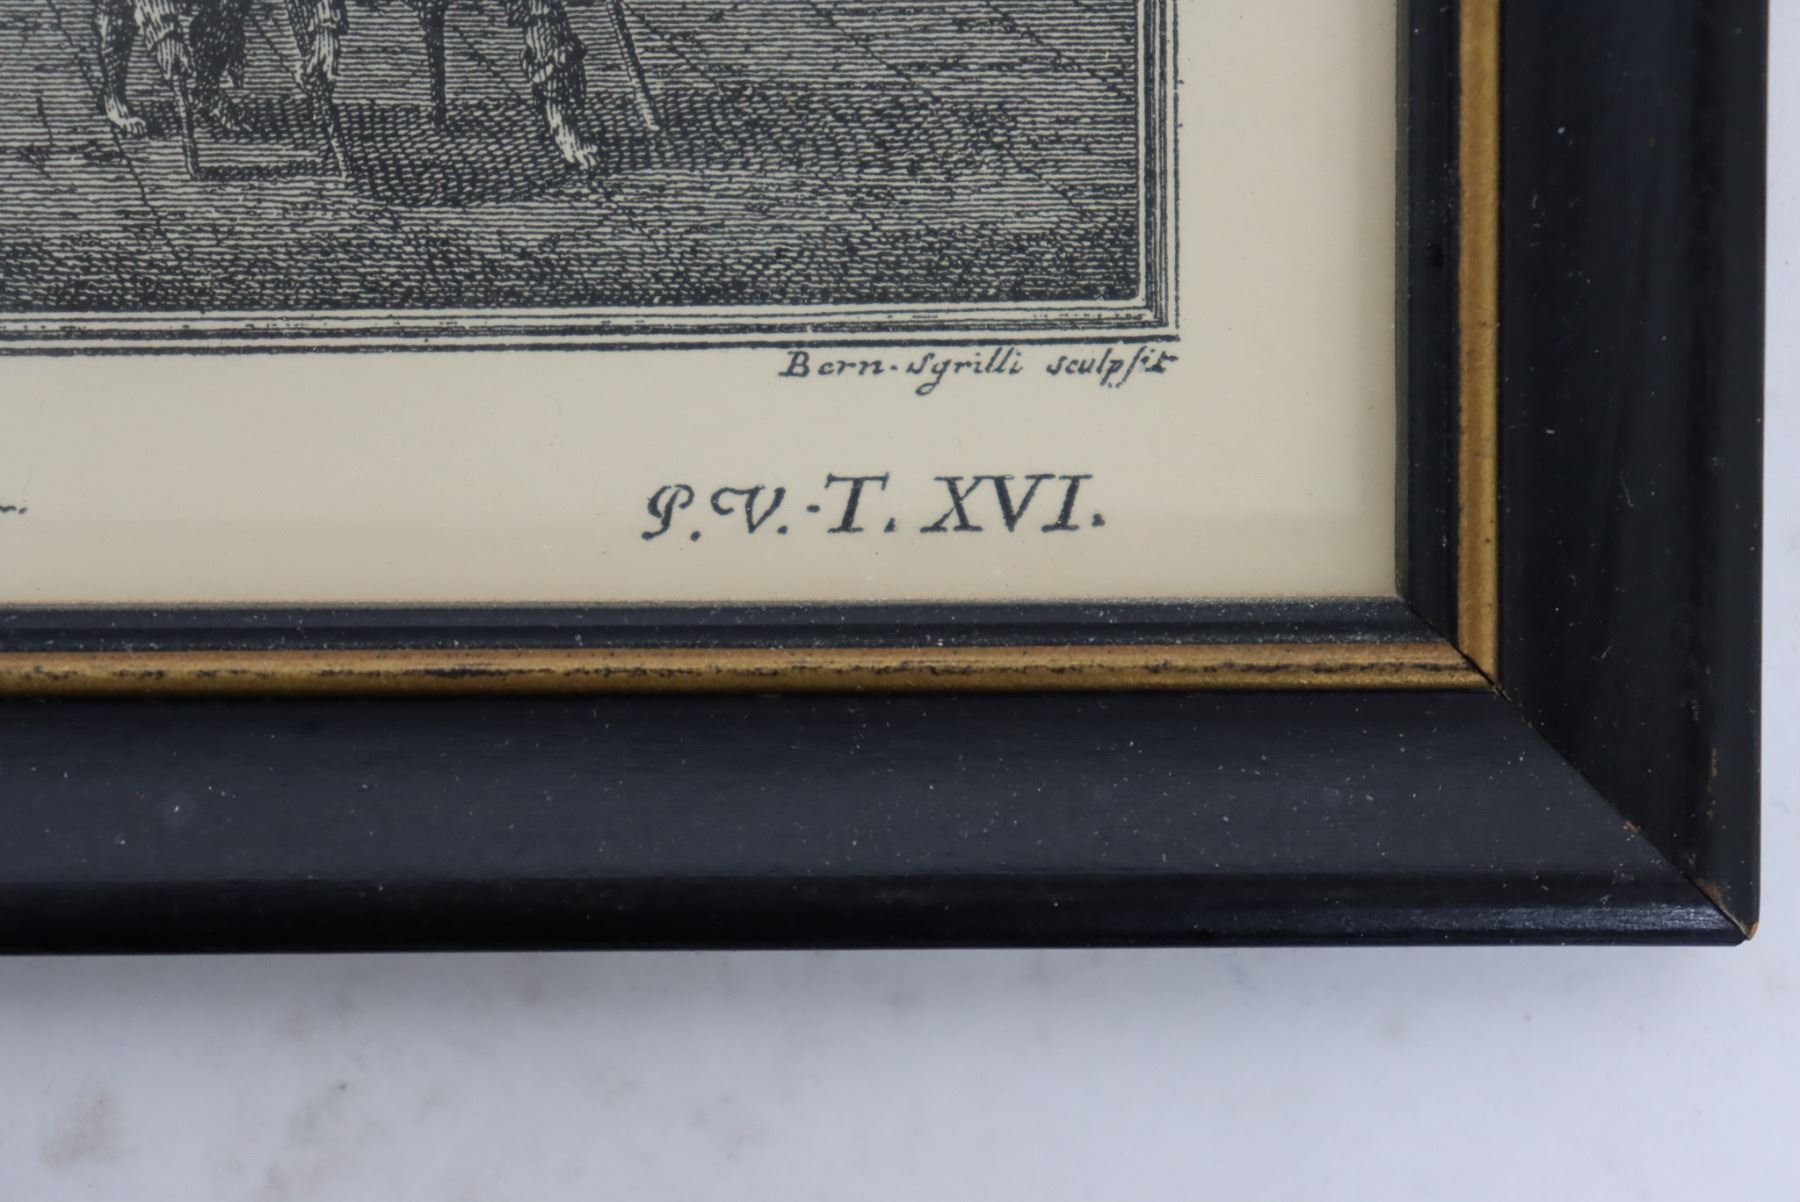 Bern. Sgrilli sculpsit
P. V. - T. XVI.